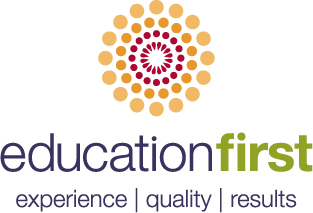 educationfirst
experience | quality | results